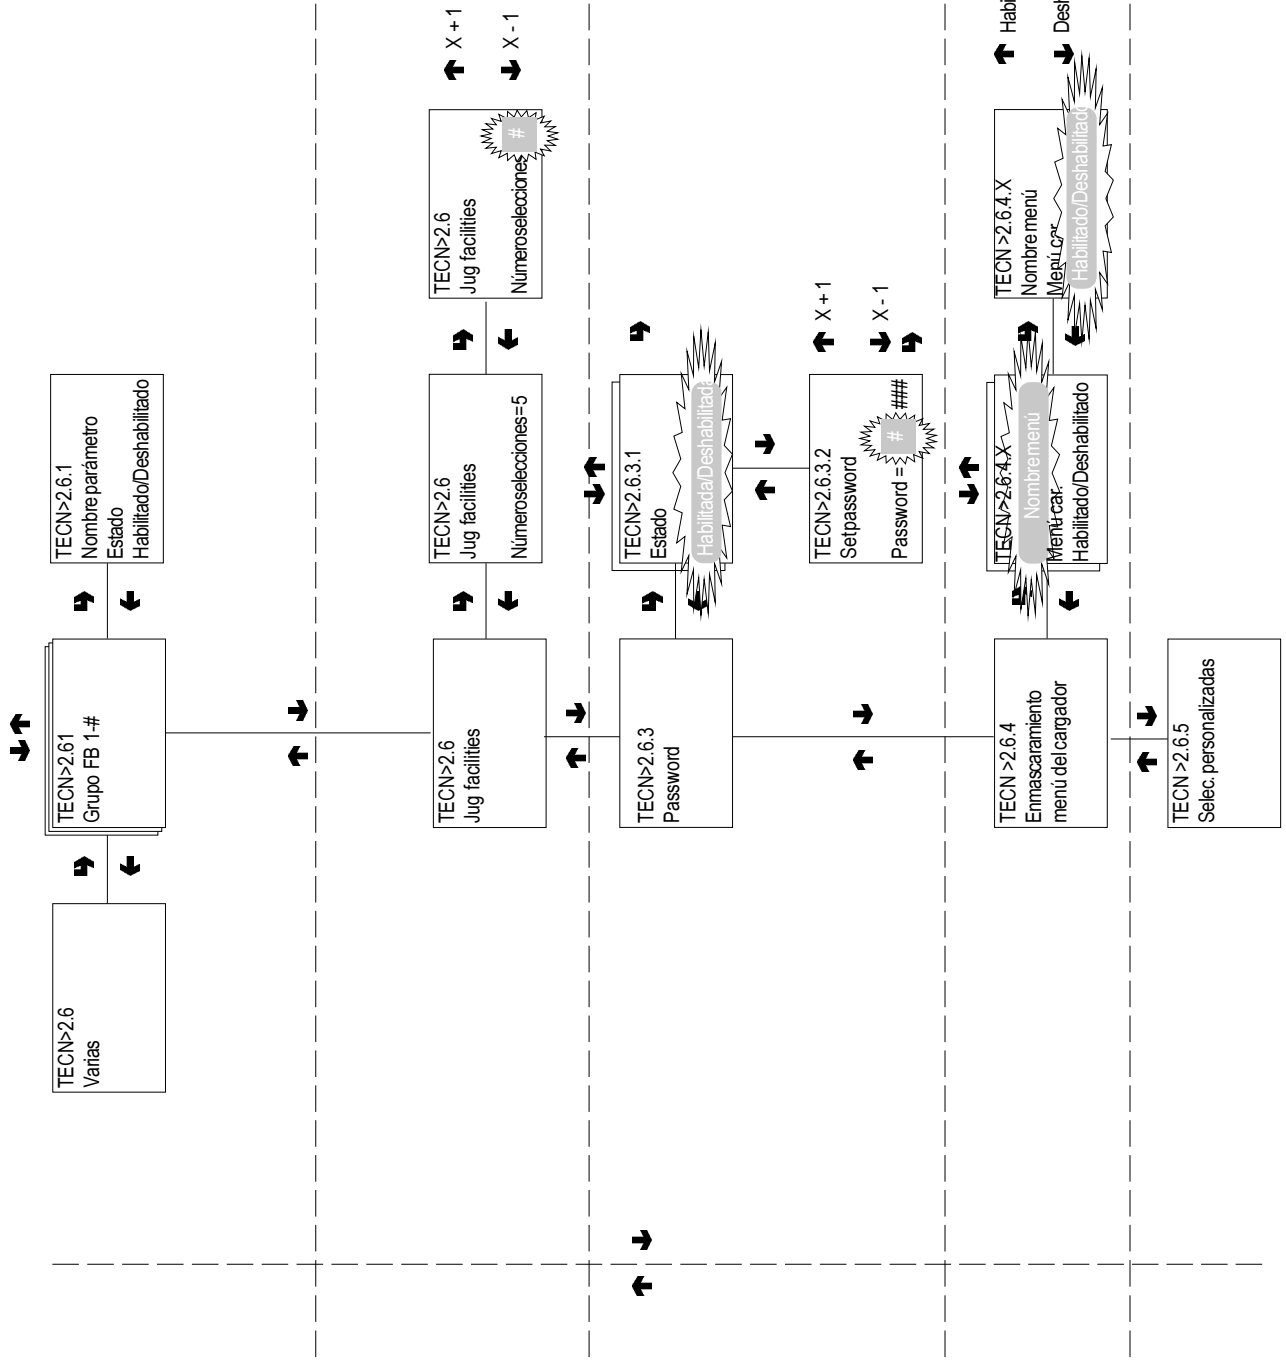 TECN>2.6
Varias
TECN>2.61
Grupo FB 1-#
TECN>2.6.1
Nombre parámetro
Estado
Habilitado/Deshabilitado
TECN>2.6
Jug facilities
TECN>2.6
Jug facilities
Númeroselecciones=5
TECN>2.6
Jug facilities
Númeroselecciones
#
X + 1
X - 1
TECN>2.6.3
Password
TECN>2.6.3.1
Estado
Habilitada/Deshabilitada
TECN>2.6.3.2
Setpassword
Password = # ###
X + 1
X - 1
TECN >2.6.4
Enmascaramiento
menú del cargador
TECN >2.6.4.X
Nombre menú
Menú car.
Habilitado/Deshabilitado
TECN >2.6.4.X
Nombre menú
Menú car
Habilitado/Deshabilitado
Habi
Desh
TECN >2.6.5
Selec. personalizadas